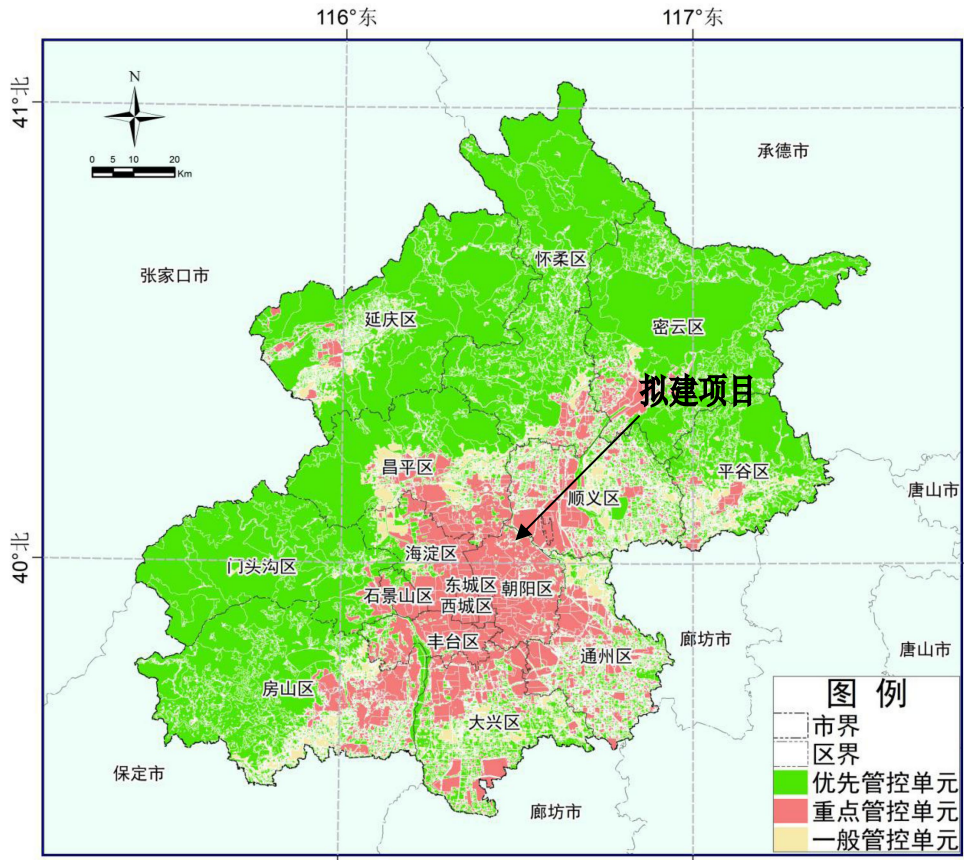 116°东
117°东
41°北
N
0 5 10 20
Km
承德市
张家口市
怀柔区
延庆区
密云区
拟建项目
昌平区
平谷区
顺义区
唐山市
40°北
海淀区
门头沟区
东城区
朝阳区
石景山区
西城区
丰台区
通州区
廊坊市
唐山市
房山区
大兴区
保定市
廊坊市
图 例
市界
区界
优先管控单元
重点管控单元
一般管控单元